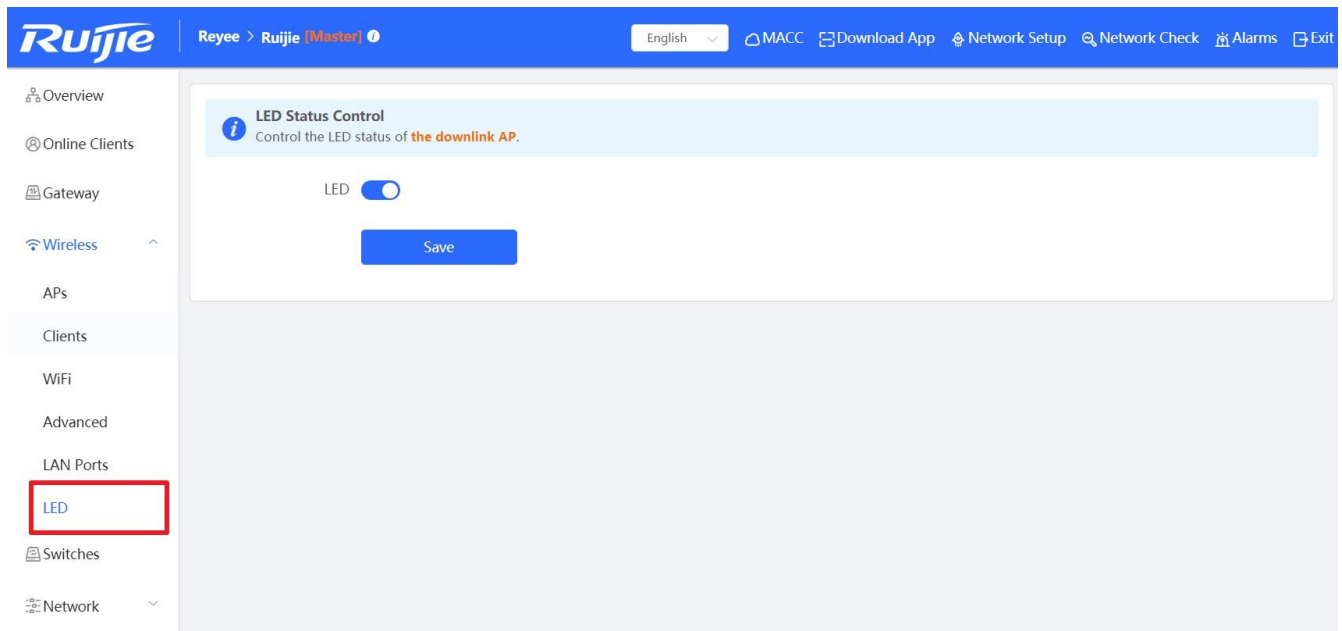 Ruijie
Reyee > Ruijie [Master]
English
MACC
Download App
Network Setup
Network Check
Alarms
Exit
Overview
Online Clients
Gateway
Wireless
APs
Clients
WiFi
Advanced
LAN Ports
LED
Switches
Network
LED Status Control
Control the LED status of the downlink AP.
LED
Save